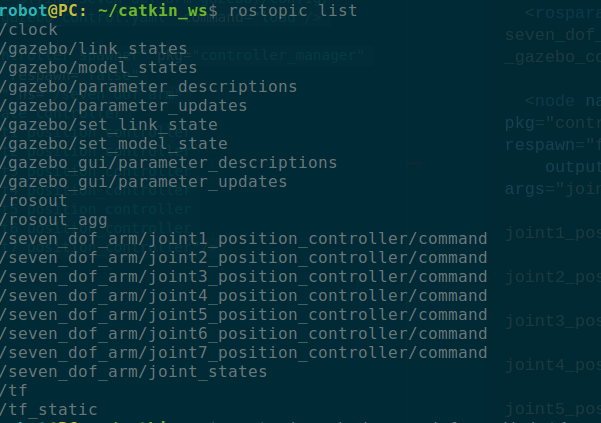 robot@PC: ~/catkin_ws$ rostopic list
/clock
/gazebo/link_states
/gazebo/model_states
/gazebo/parameter_descriptions
/gazebo/parameter_updates
/gazebo/set_link_state
/gazebo/set_model_state
/gazebo_gui/parameter_descriptions
/gazebo_gui/parameter_updates
/rosout
/rosout_agg
/seven_dof_arm/joint1_position_controller/command
/seven_dof_arm/joint2_position_controller/command
/seven_dof_arm/joint3_position_controller/command
/seven_dof_arm/joint4_position_controller/command
/seven_dof_arm/joint5_position_controller/command
/seven_dof_arm/joint6_position_controller/command
/seven_dof_arm/joint7_position_controller/command
/seven_dof_arm/joint_states
/tf
/tf_static
<rospara
seven_dof_
_gazebo_co
<node na
pkg="contr
respawn="f
output
args="join
joint1_pos
joint2_pos
joint3_pos
joint4_pos
joint5_pos